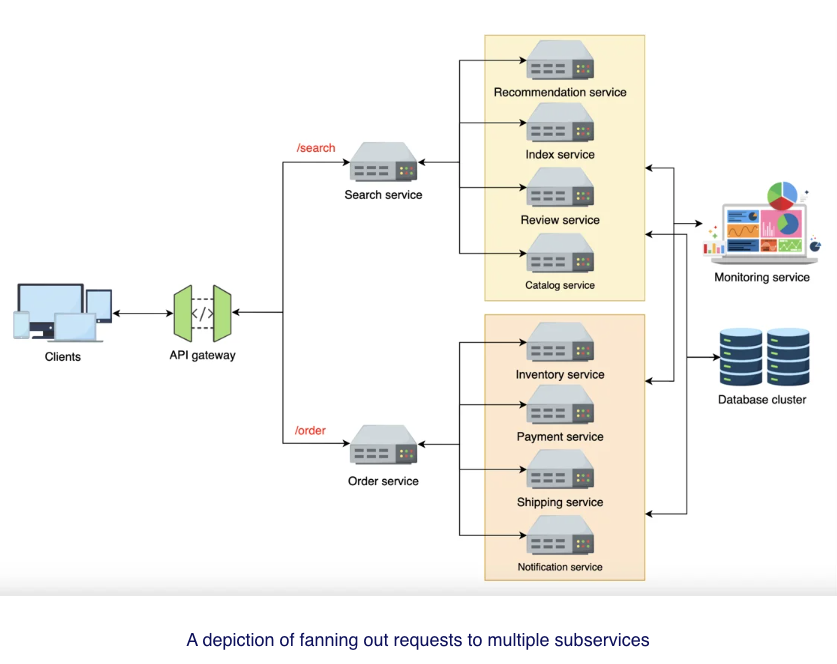 Recommendation service
/search
Index service
Search service
Review service
Catalog service
Monitoring service
Clients
</>
API gateway
Inventory service
Database cluster
/order
Payment service
Order service
Shipping service
Notification service
A depiction of fanning out requests to multiple subservices